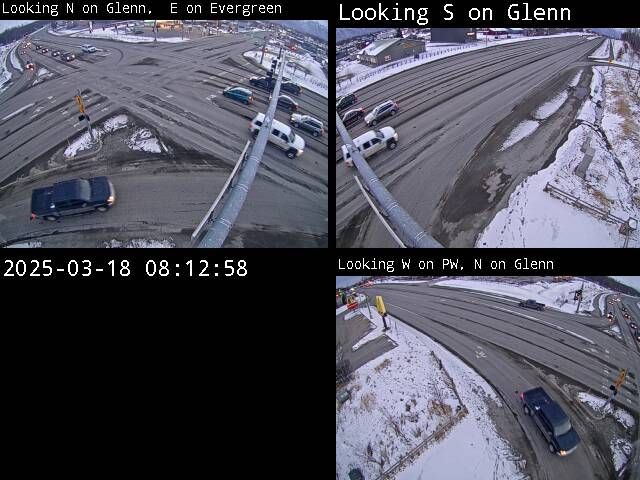 Looking N on Glenn,  E on Evergreen
Looking S on Glenn
2025-03-18 08:12:58
Looking W on PW, N on Glenn